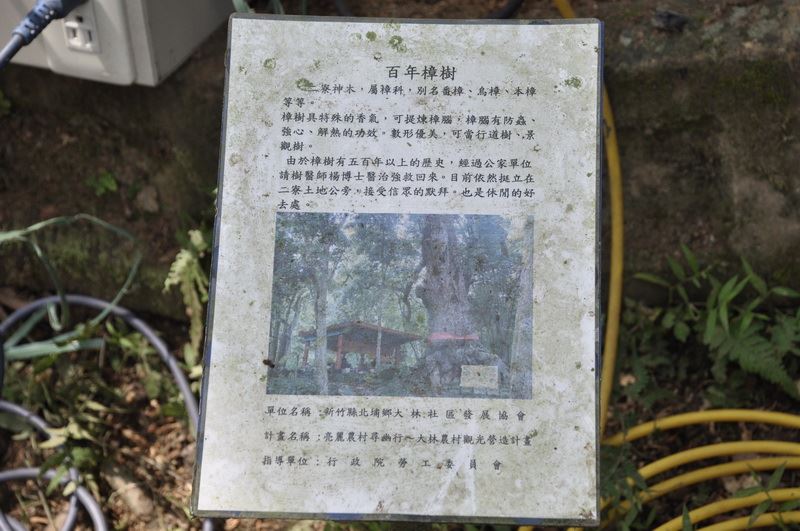 百年樟樹
二寮神木，屬樟科，別名番樟、烏樟、本樟
等等。
樟樹具特殊的香氣，可提煉樟腦，樟腦有防蟲、
強心、解熱的功效。數形優美，可當行道樹、景
觀樹。
由於樟樹有五百年以上的歷史，經過公家單位
請樹醫師楊博士醫治強救回來。目前依然挺立在
二寮土地公旁，接受信眾的默拜。也是休閒的好
去處。
單位名稱：新竹縣北埔鄉大林社區發展協會
計畫名稱：亮麗農村尋幽行～大林農村觀光營造計畫
指導單位：行政院勞工委員會